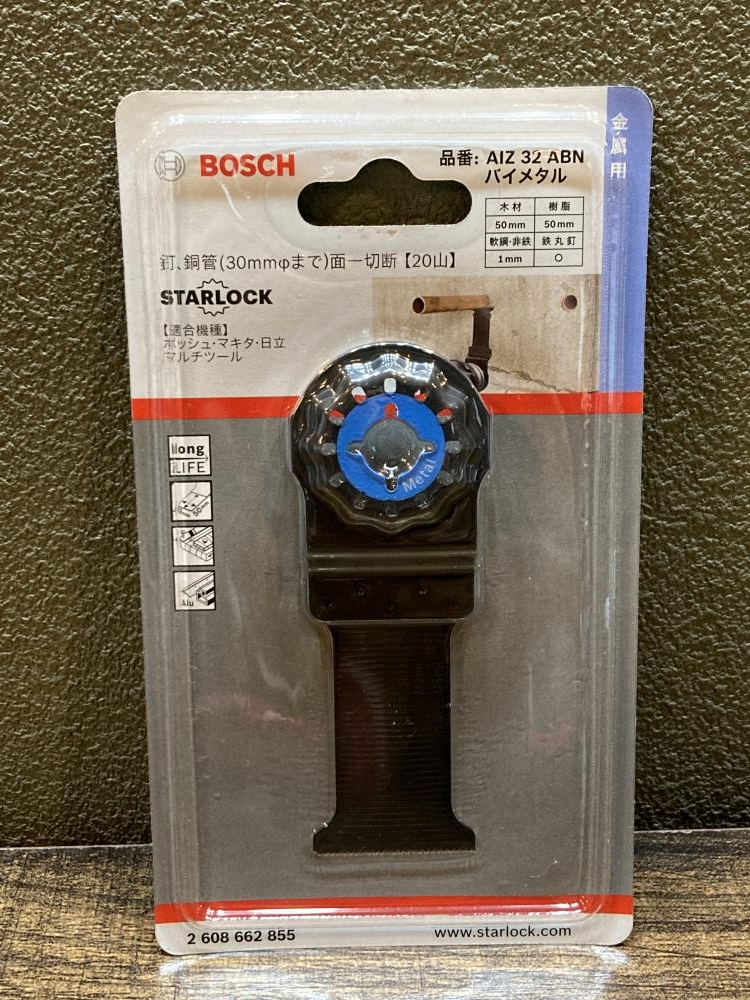 BOSCH
品番: AIZ 32 ABN
バイメタル
金属用
木材 樹脂
50mm 50mm
軟鋼・非鉄 鉄丸釘
1mm ○
釘、銅管(30mmφまで)面一切断【20山】
STARLOCK
【適合機種】
ボッシュ・マキタ・日立
マルチツール
Metal
long
LIFE
50mm
Alu
2 608 662 855
www.starlock.com